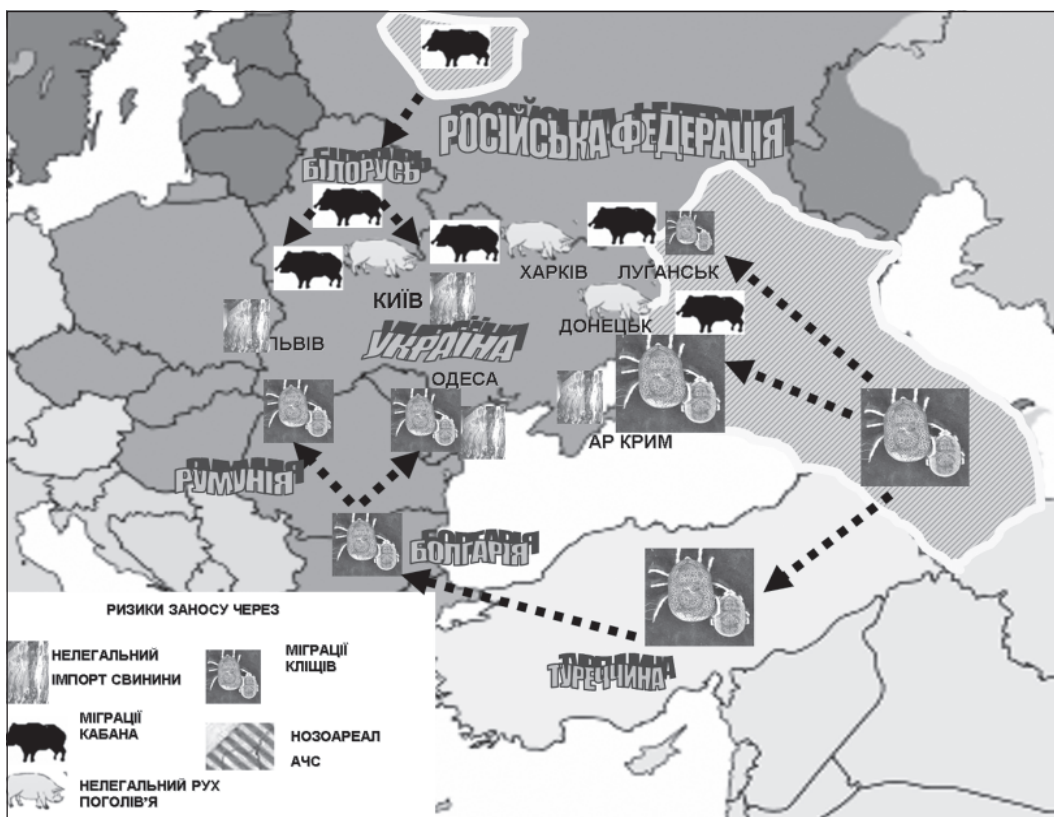 РОСІЙСЬКА ФЕДЕРАЦІЯ
БІЛОРУСЬ
ХАРКІВ
ЛУГАНСЬК
КИЇВ
ДОНЕЦЬК
ЛЬВІВ
УКРАЇНА
ОДЕСА
АР КРИМ
РУМУНІЯ
БОЛГАРІЯ
ТУРЕЧЧИНА
РИЗИКИ ЗАНОСУ ЧЕРЕЗ
НЕЛЕГАЛЬНИЙ
ІМПОРТ СВИНИНИ
МІГРАЦІЇ
КЛІЩІВ
МІГРАЦІЇ
КАБАНА
НОЗОАРЕАЛ
АЧС
НЕЛЕГАЛЬНИЙ РУХ
ПОГОЛІВ’Я